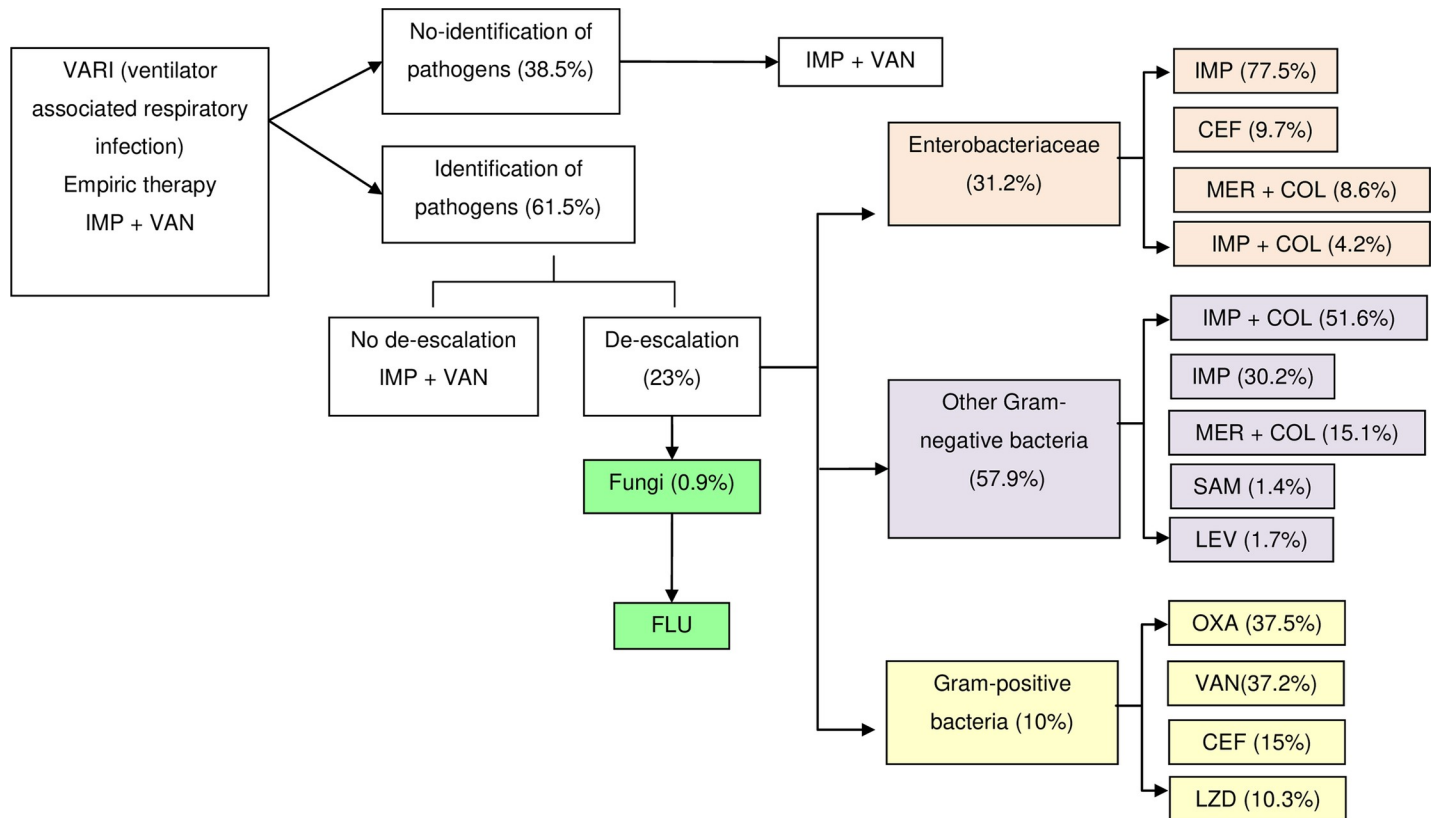 VARI (ventilator
associated respiratory
infection)
Empiric therapy
IMP + VAN
No-identification of
pathogens (38.5%)
IMP + VAN
Identification of
pathogens (61.5%)
No de-escalation
IMP + VAN
De-escalation
(23%)
Fungi (0.9%)
FLU
Enterobacteriaceae
(31.2%)
IMP (77.5%)
CEF (9.7%)
MER + COL (8.6%)
IMP + COL (4.2%)
Other Gram-
negative bacteria
(57.9%)
IMP + COL (51.6%)
IMP (30.2%)
MER + COL (15.1%)
SAM (1.4%)
LEV (1.7%)
Gram-positive
bacteria (10%)
OXA (37.5%)
VAN(37.2%)
CEF (15%)
LZD (10.3%)